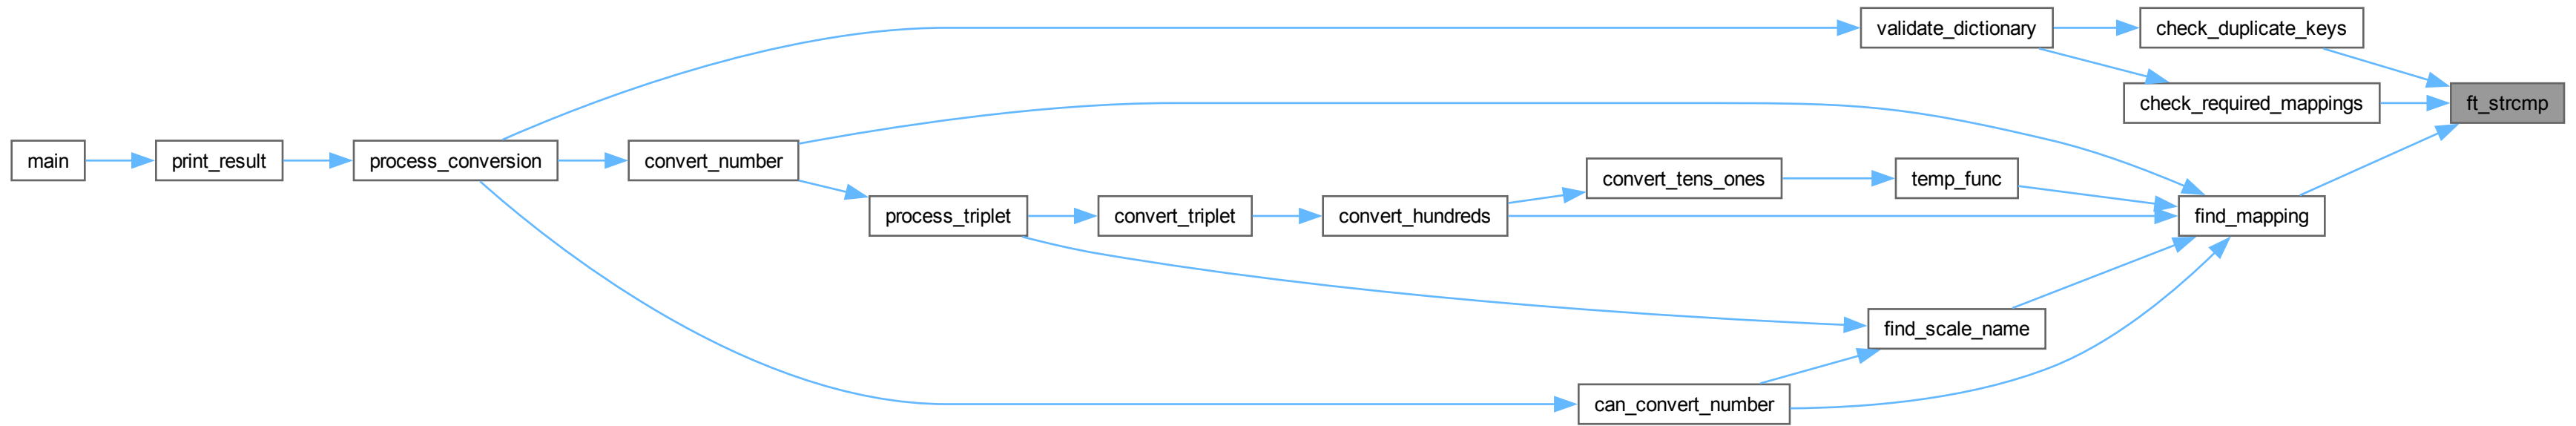 validate_dictionary
check_duplicate_keys
check_required_mappings
ft_strcmp
main
print_result
process_conversion
convert_number
convert_tens_ones
temp_func
process_triplet
convert_triplet
convert_hundreds
find_mapping
find_scale_name
can_convert_number